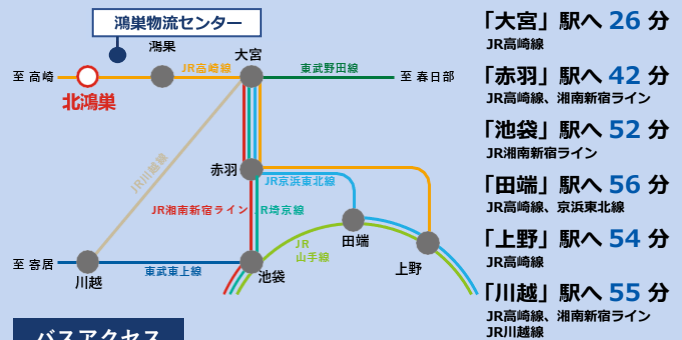 鴻巣物流センター
鴻巣
大宮
至 高崎
JR高崎線
東武野田線
至 春日部
北鴻巣
JR川越線
赤羽
JR京浜東北線
JR湘南新宿ライン
JR埼京線
JR
山手線
田端
上野
至 寄居
川越
東武東上線
池袋
バスアクセス
「大宮」駅へ 26 分
JR高崎線
「赤羽」駅へ 42 分
JR高崎線、湘南新宿ライン
「池袋」駅へ 52 分
JR湘南新宿ライン
「田端」駅へ 56 分
JR高崎線、京浜東北線
「上野」駅へ 54 分
JR高崎線
「川越」駅へ 55 分
JR高崎線、湘南新宿ライン
JR川越線